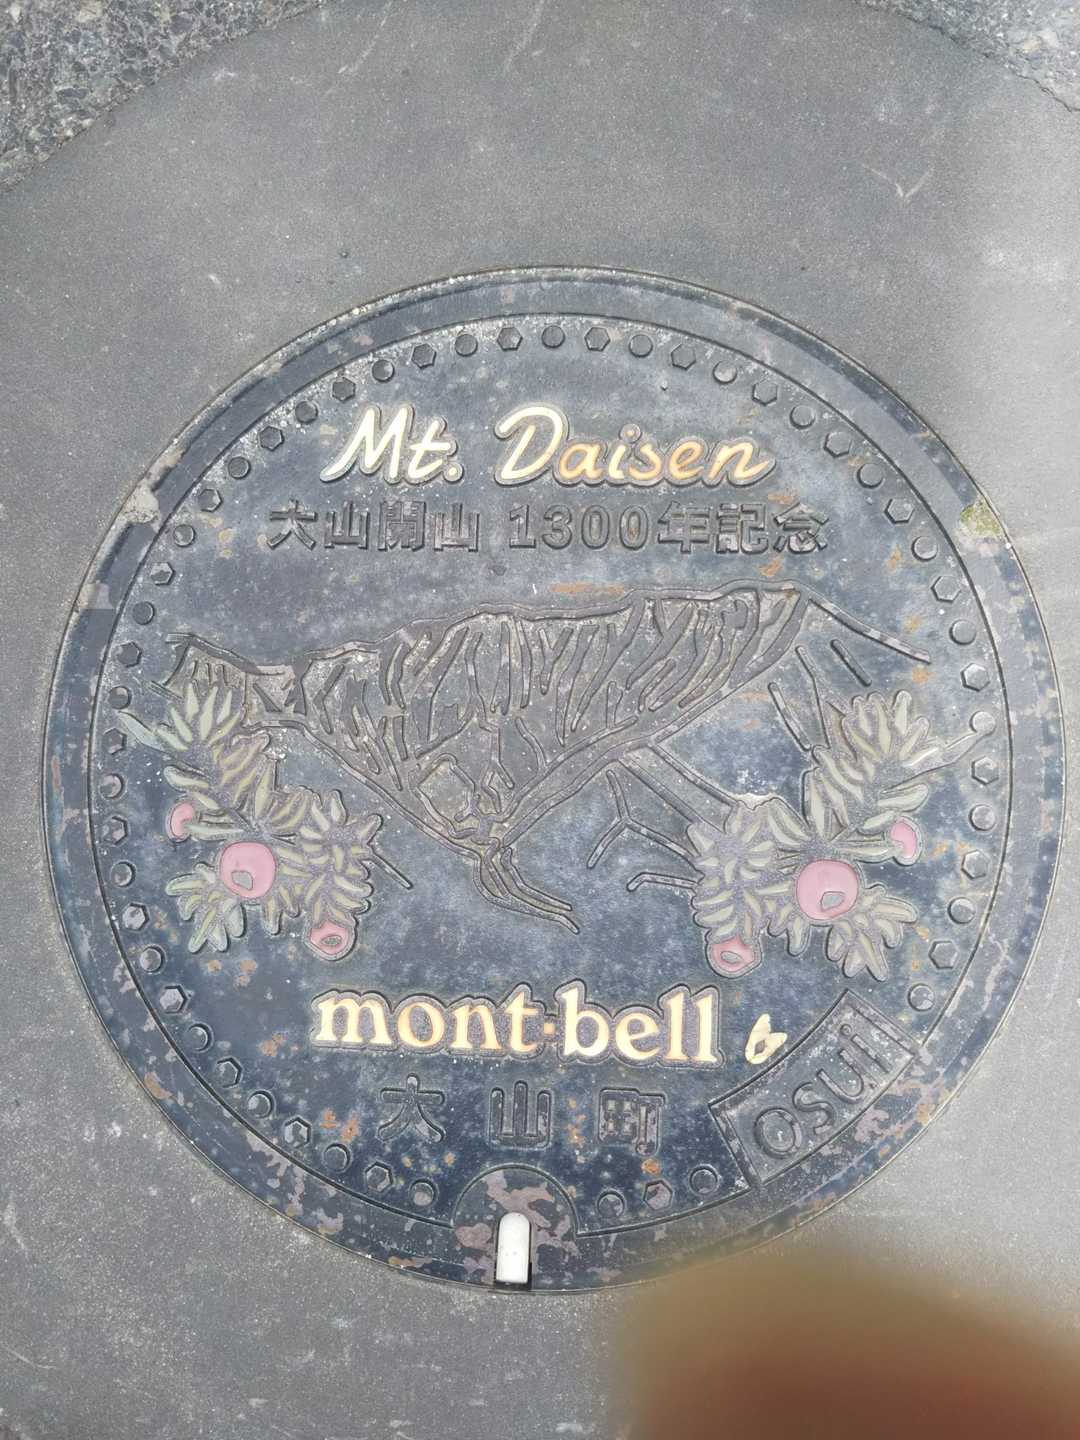 Mt. Daisen
大山開山 1300年記念
mont·bell
大山町
osui